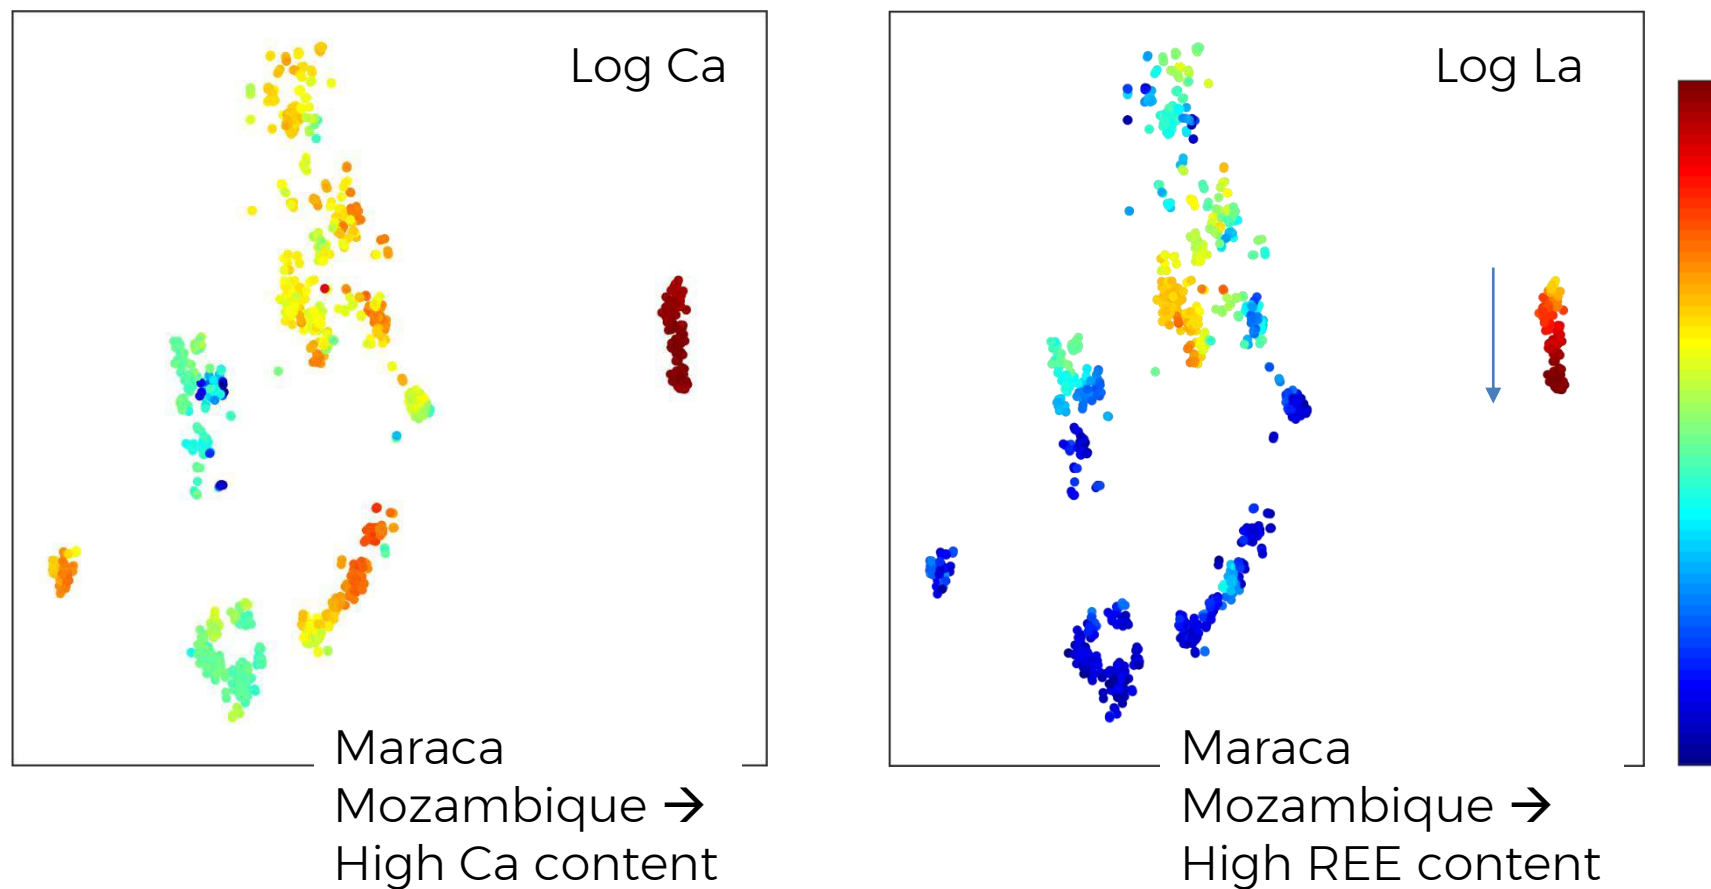 Log Ca
Maraca
Mozambique →
High Ca content
Log La
Maraca
Mozambique →
High REE content